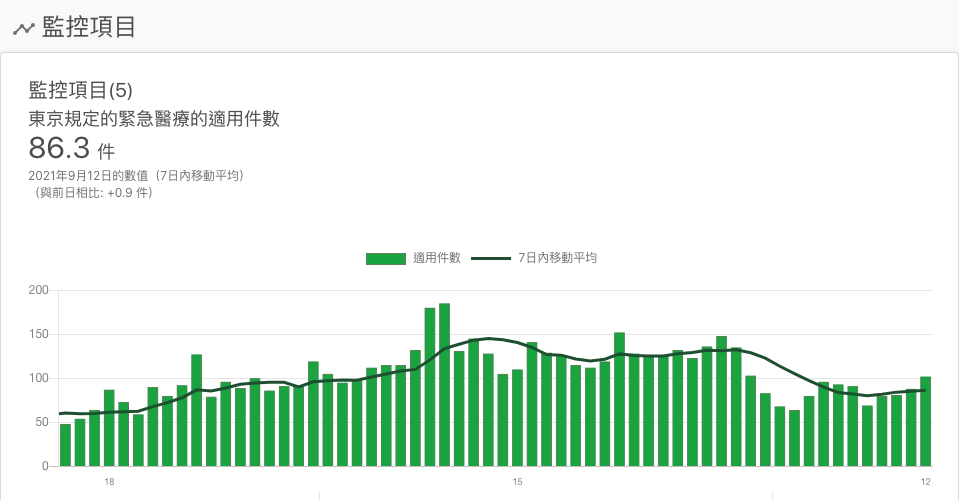 監控項目
監控項目(5)
東京規定的緊急醫療的適用件數
86.3 件
2021年9月12日的數值（7日內移動平均）
（與前日相比: +0.9 件）
適用件數 7日內移動平均
200
150
100
50
0
18 15 12